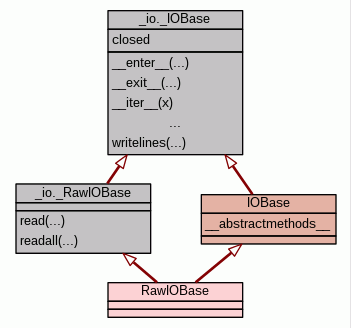 _io._IOBase
closed
__enter__(...)
__exit__(...)
__iter__(x)
...
writelines(...)
_io._RawIOBase
read(...)
readall(...)
IOBase
__abstractmethods__
RawIOBase